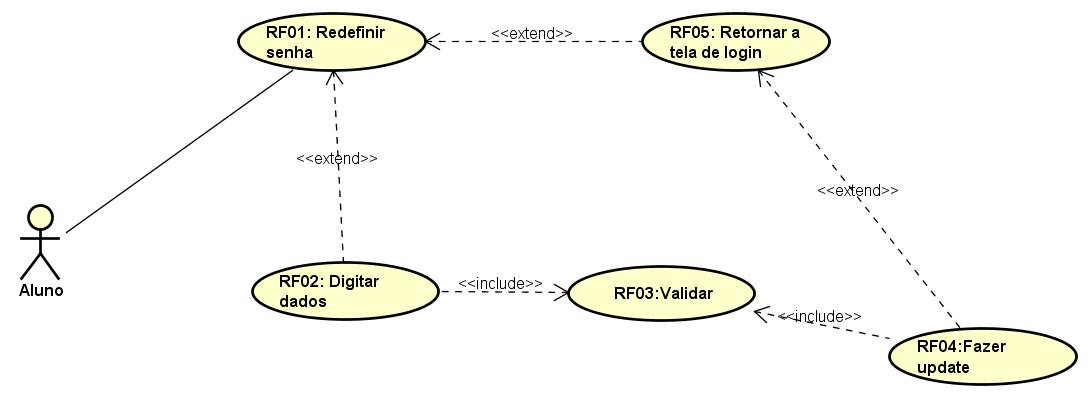 RF01: Redefinir
senha
<<extend>>
RF05: Retornar a
tela de login
<<extend>>
<<extend>>
Aluno
RF02: Digitar
dados
<<include>>
RF03:Validar
<<include>>
RF04:Fazer
update